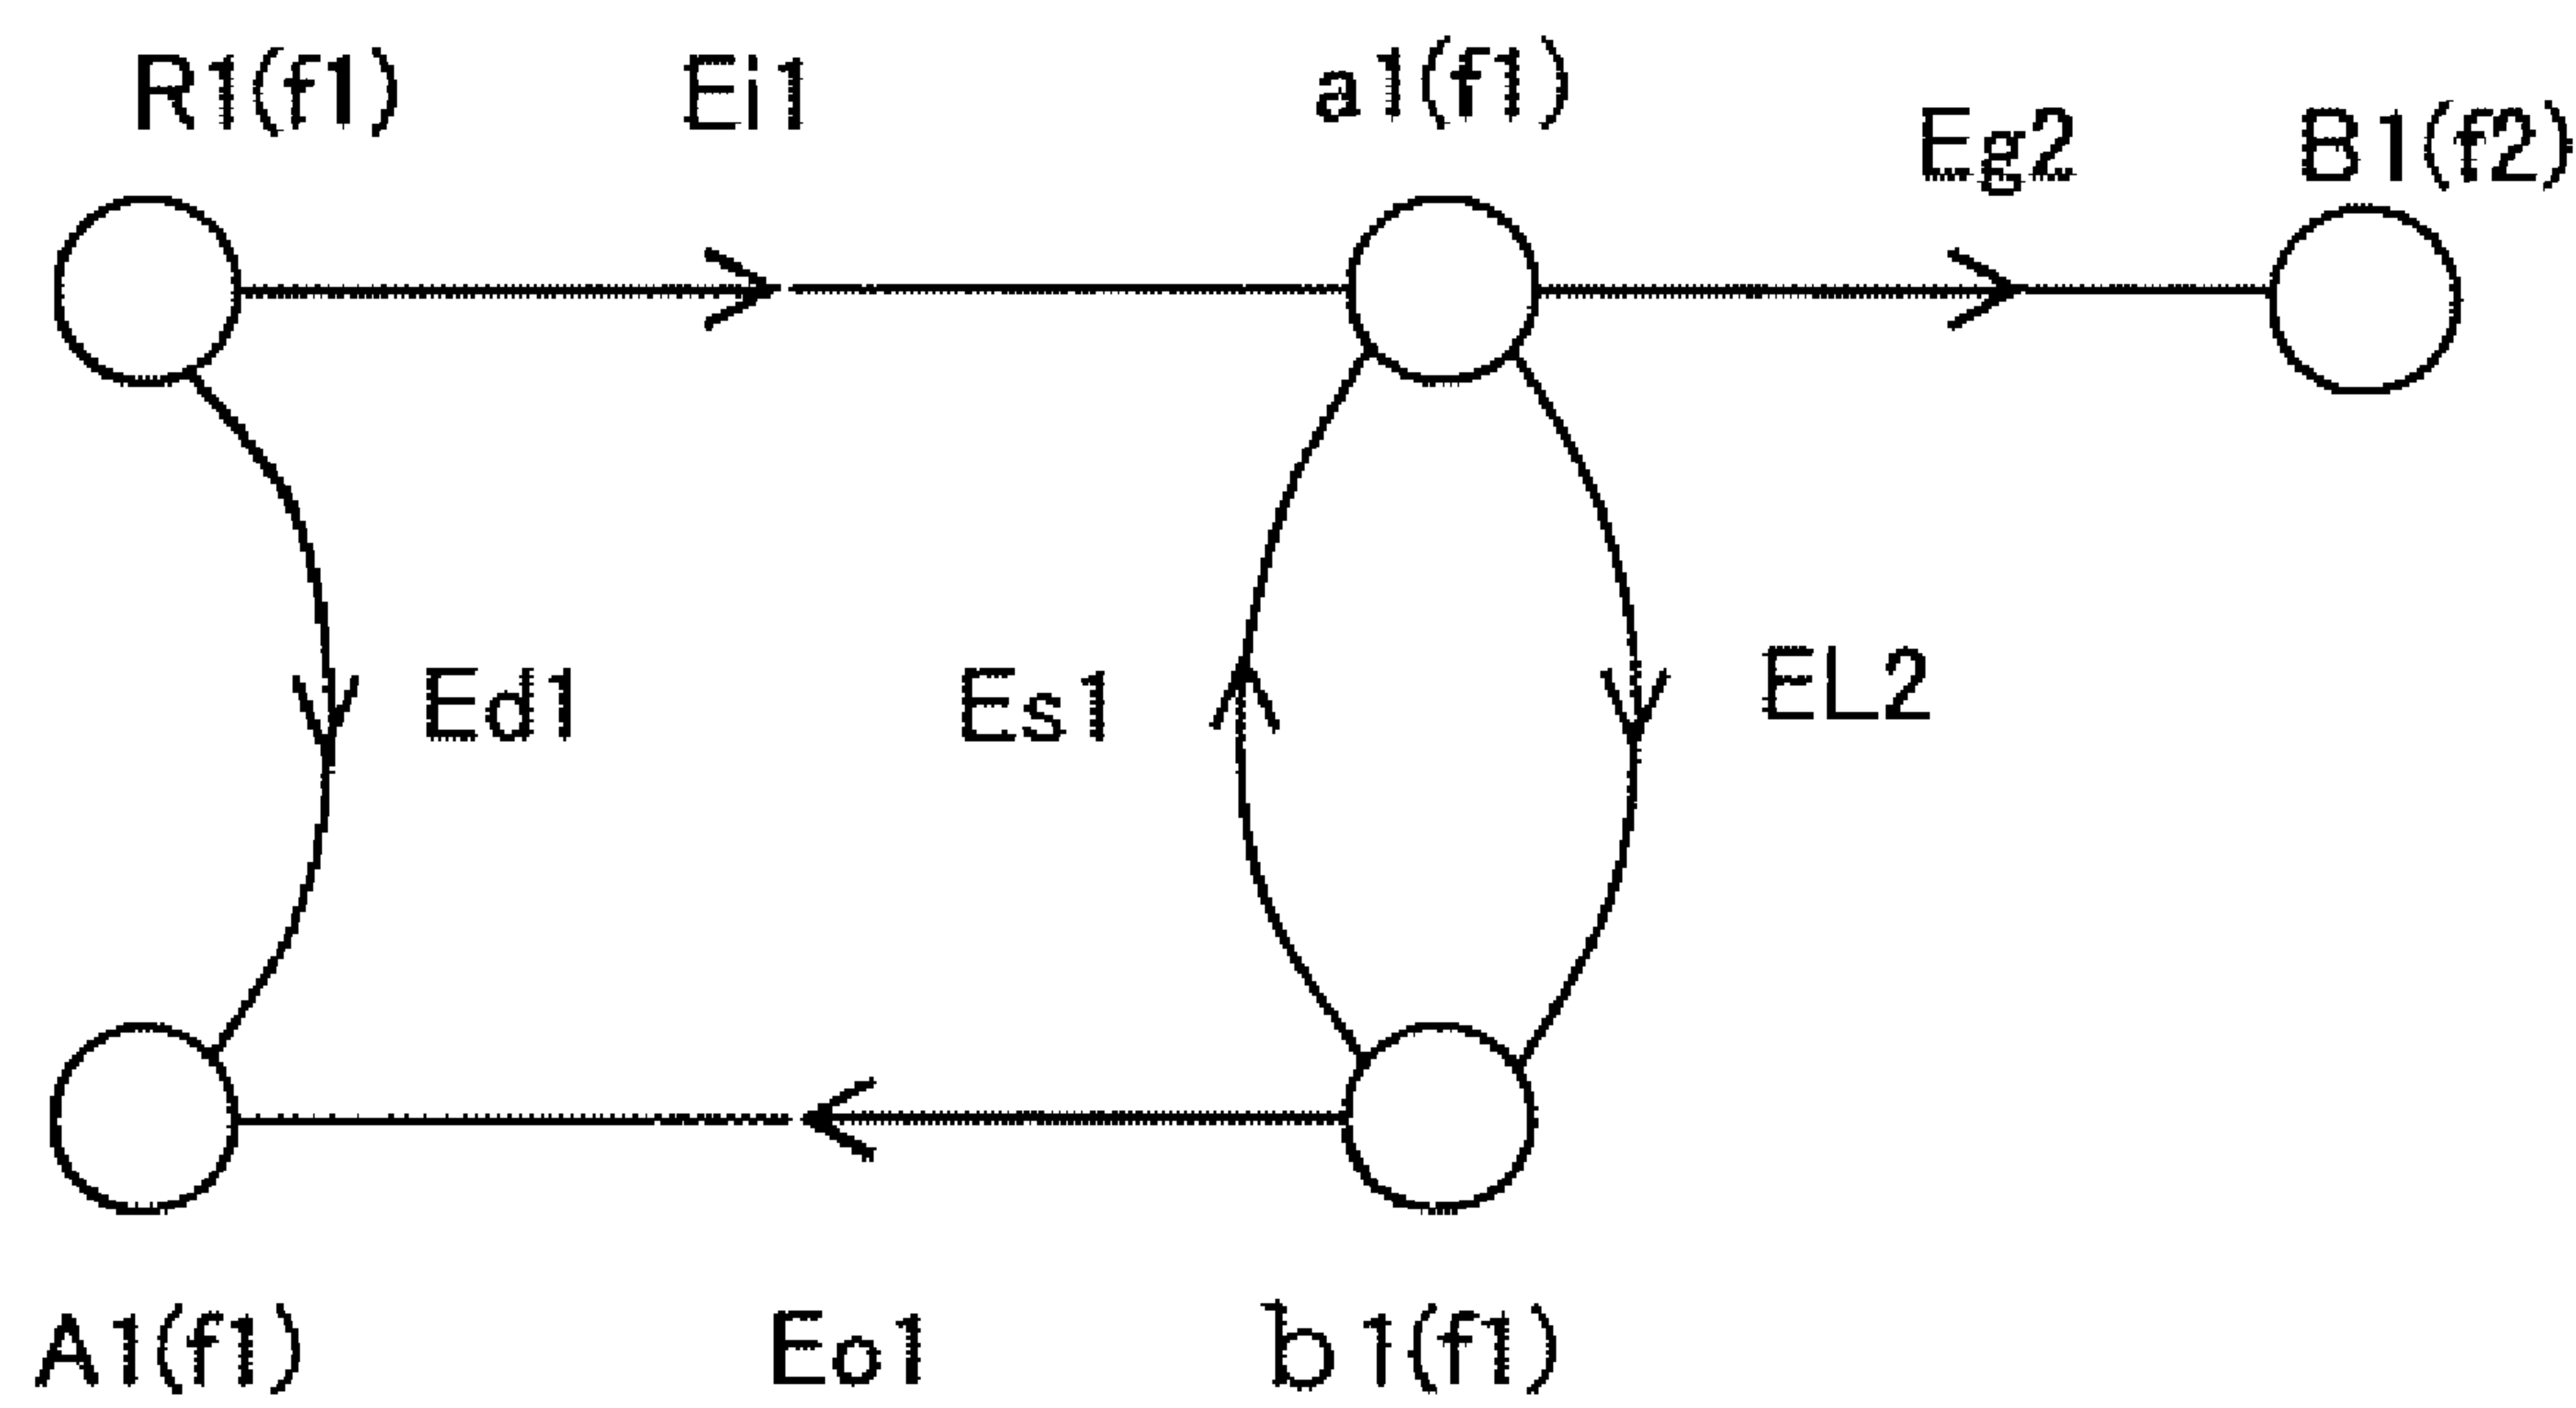 R1(f1)
Ei1
a1(f1)
Eg2
B1(f2)
Ed1
Es1
EL2
A1(f1)
Eo1
b1(f1)